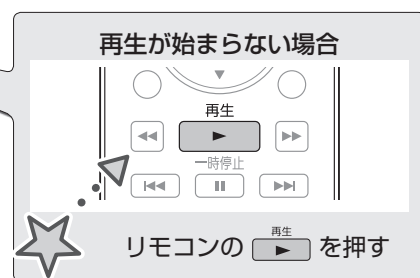 再生が始まらない場合
再生
一時停止
再生
リモコンの を押す